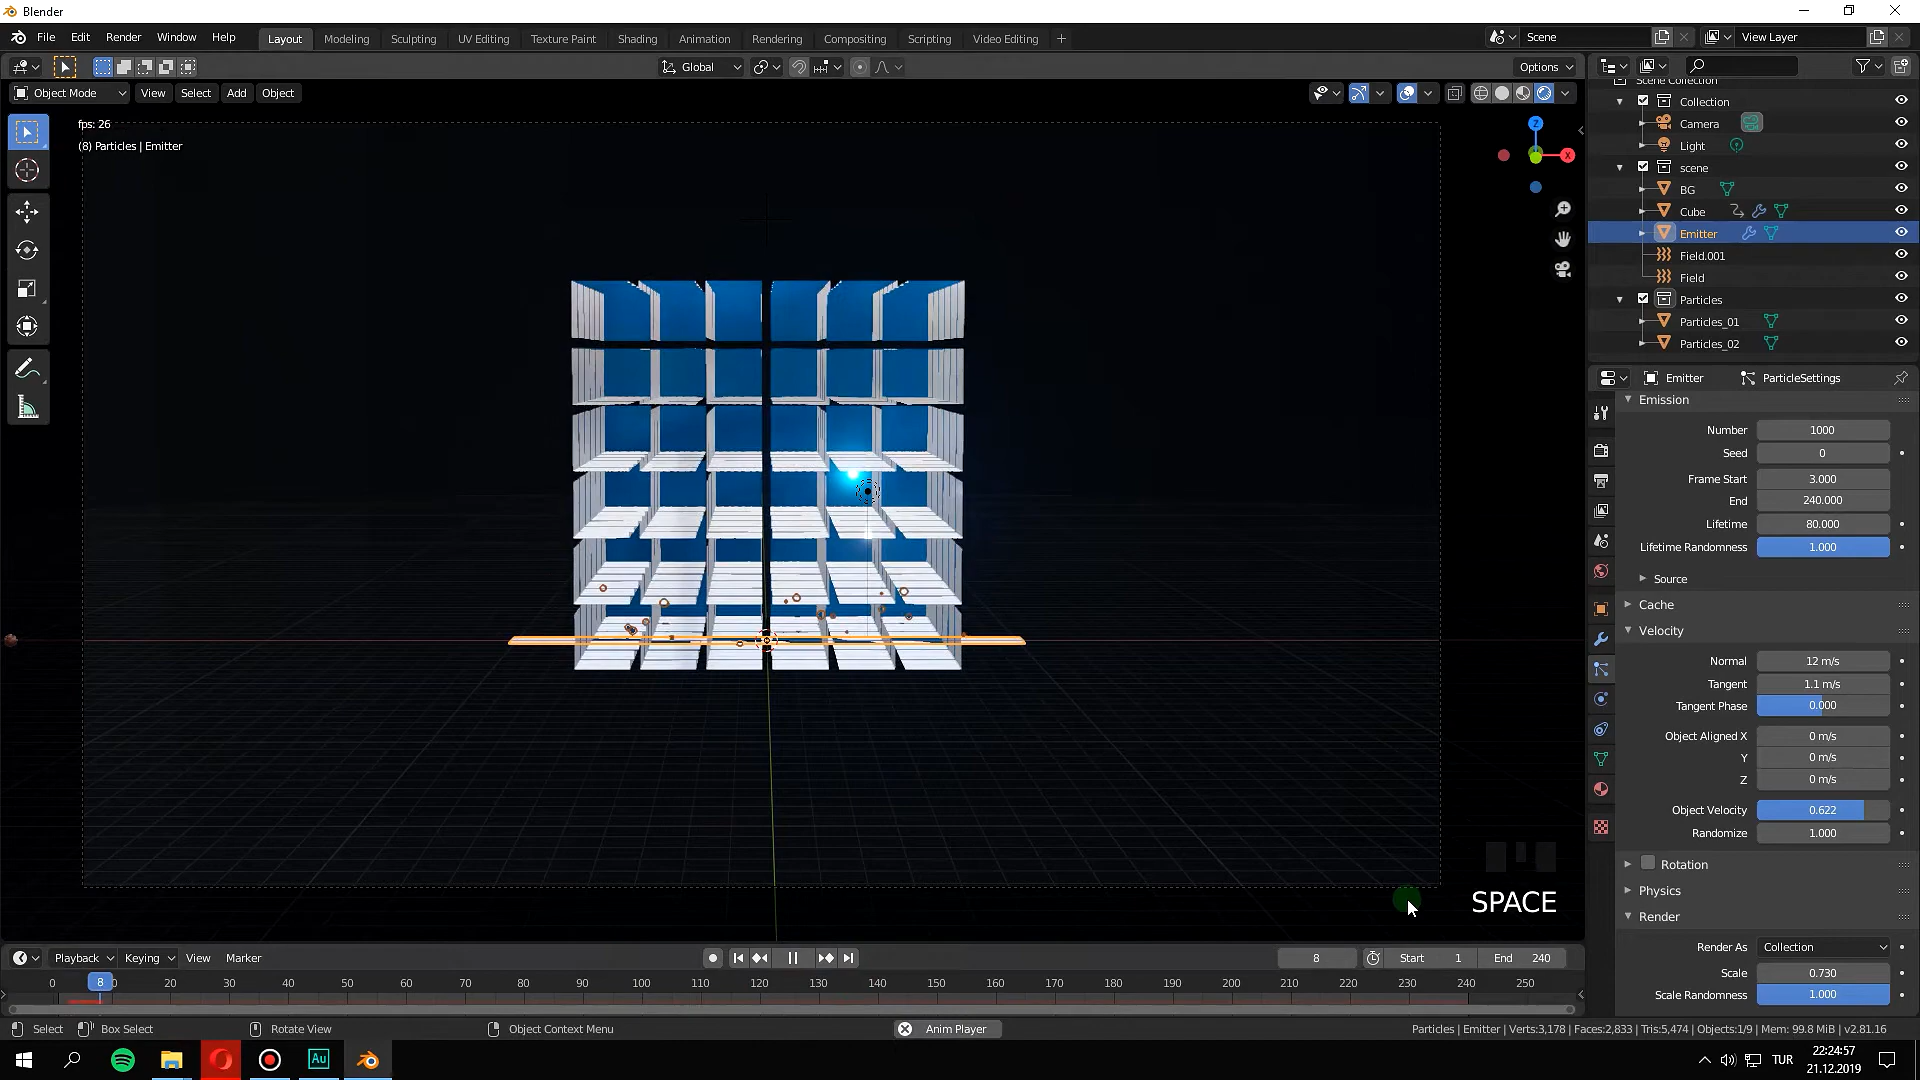 Blender
File Edit Render Window Help Layout Modeling Sculpting UV Editing Texture Paint Shading Animation Rendering Compositing Scripting Video Editing + Scene View Layer
Global Options
Object Mode View Select Add Object
fps: 26
(8) Particles | Emitter
Z
X
Scene Collection
Collection
Camera
Light
scene
BG
Cube
Emitter
Field.001
Field
Particles
Particles_01
Particles_02
Emitter ParticleSettings
Emission
Number 1000
Seed 0
Frame Start 3.000
End 240.000
Lifetime 80.000
Lifetime Randomness 1.000
Source
Cache
Velocity
Normal 12 m/s
Tangent 1.1 m/s
Tangent Phase 0.000
Object Aligned X 0 m/s
Y 0 m/s
Z 0 m/s
Object Velocity 0.622
Randomize 1.000
Rotation
Physics
Render
Render As Collection
Scale 0.730
Scale Randomness 1.000
SPACE
Playback Keying View Marker 8 Start 1 End 240
0 8 20 30 40 50 60 70 80 90 100 110 120 130 140 150 160 170 180 190 200 210 220 230 240 250
Select Box Select Rotate View Object Context Menu Anim Player Particles | Emitter | Verts:3,178 | Faces:2,833 | Tris:5,474 | Objects:1/9 | Mem: 99.8 MiB | v2.81.16
Au TUR 22:24:57
21.12.2019